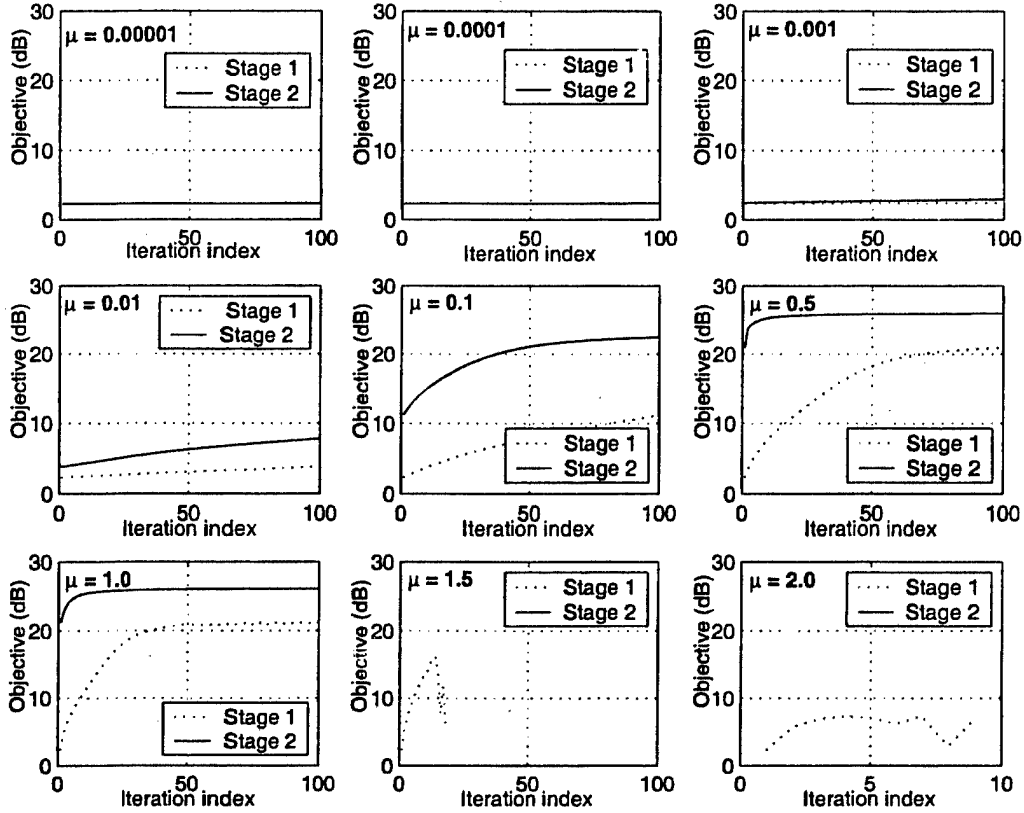 Objective (dB)
30
20
10
0
μ = 0.00001
Stage 1
Stage 2
0 50 100
Iteration index
Objective (dB)
30
20
10
0
μ = 0.0001
Stage 1
Stage 2
0 50 100
Iteration index
Objective (dB)
30
20
10
0
μ = 0.001
Stage 1
Stage 2
0 50 100
Iteration index
Objective (dB)
30
20
10
0
μ = 0.01
Stage 1
Stage 2
0 50 100
Iteration index
Objective (dB)
30
20
10
0
μ = 0.1
Stage 1
Stage 2
0 50 100
Iteration index
Objective (dB)
30
20
10
0
μ = 0.5
Stage 1
Stage 2
0 50 100
Iteration index
Objective (dB)
30
20
10
0
μ = 1.0
Stage 1
Stage 2
0 50 100
Iteration index
Objective (dB)
30
20
10
0
μ = 1.5
Stage 1
Stage 2
0 50 100
Iteration index
Objective (dB)
30
20
10
0
μ = 2.0
Stage 1
Stage 2
0 5 10
Iteration index